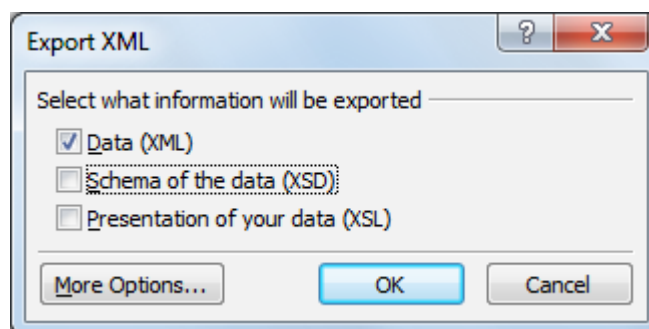 Export XML
Select what information will be exported
Data (XML)
Schema of the data (XSD)
Presentation of your data (XSL)
More Options... OK Cancel